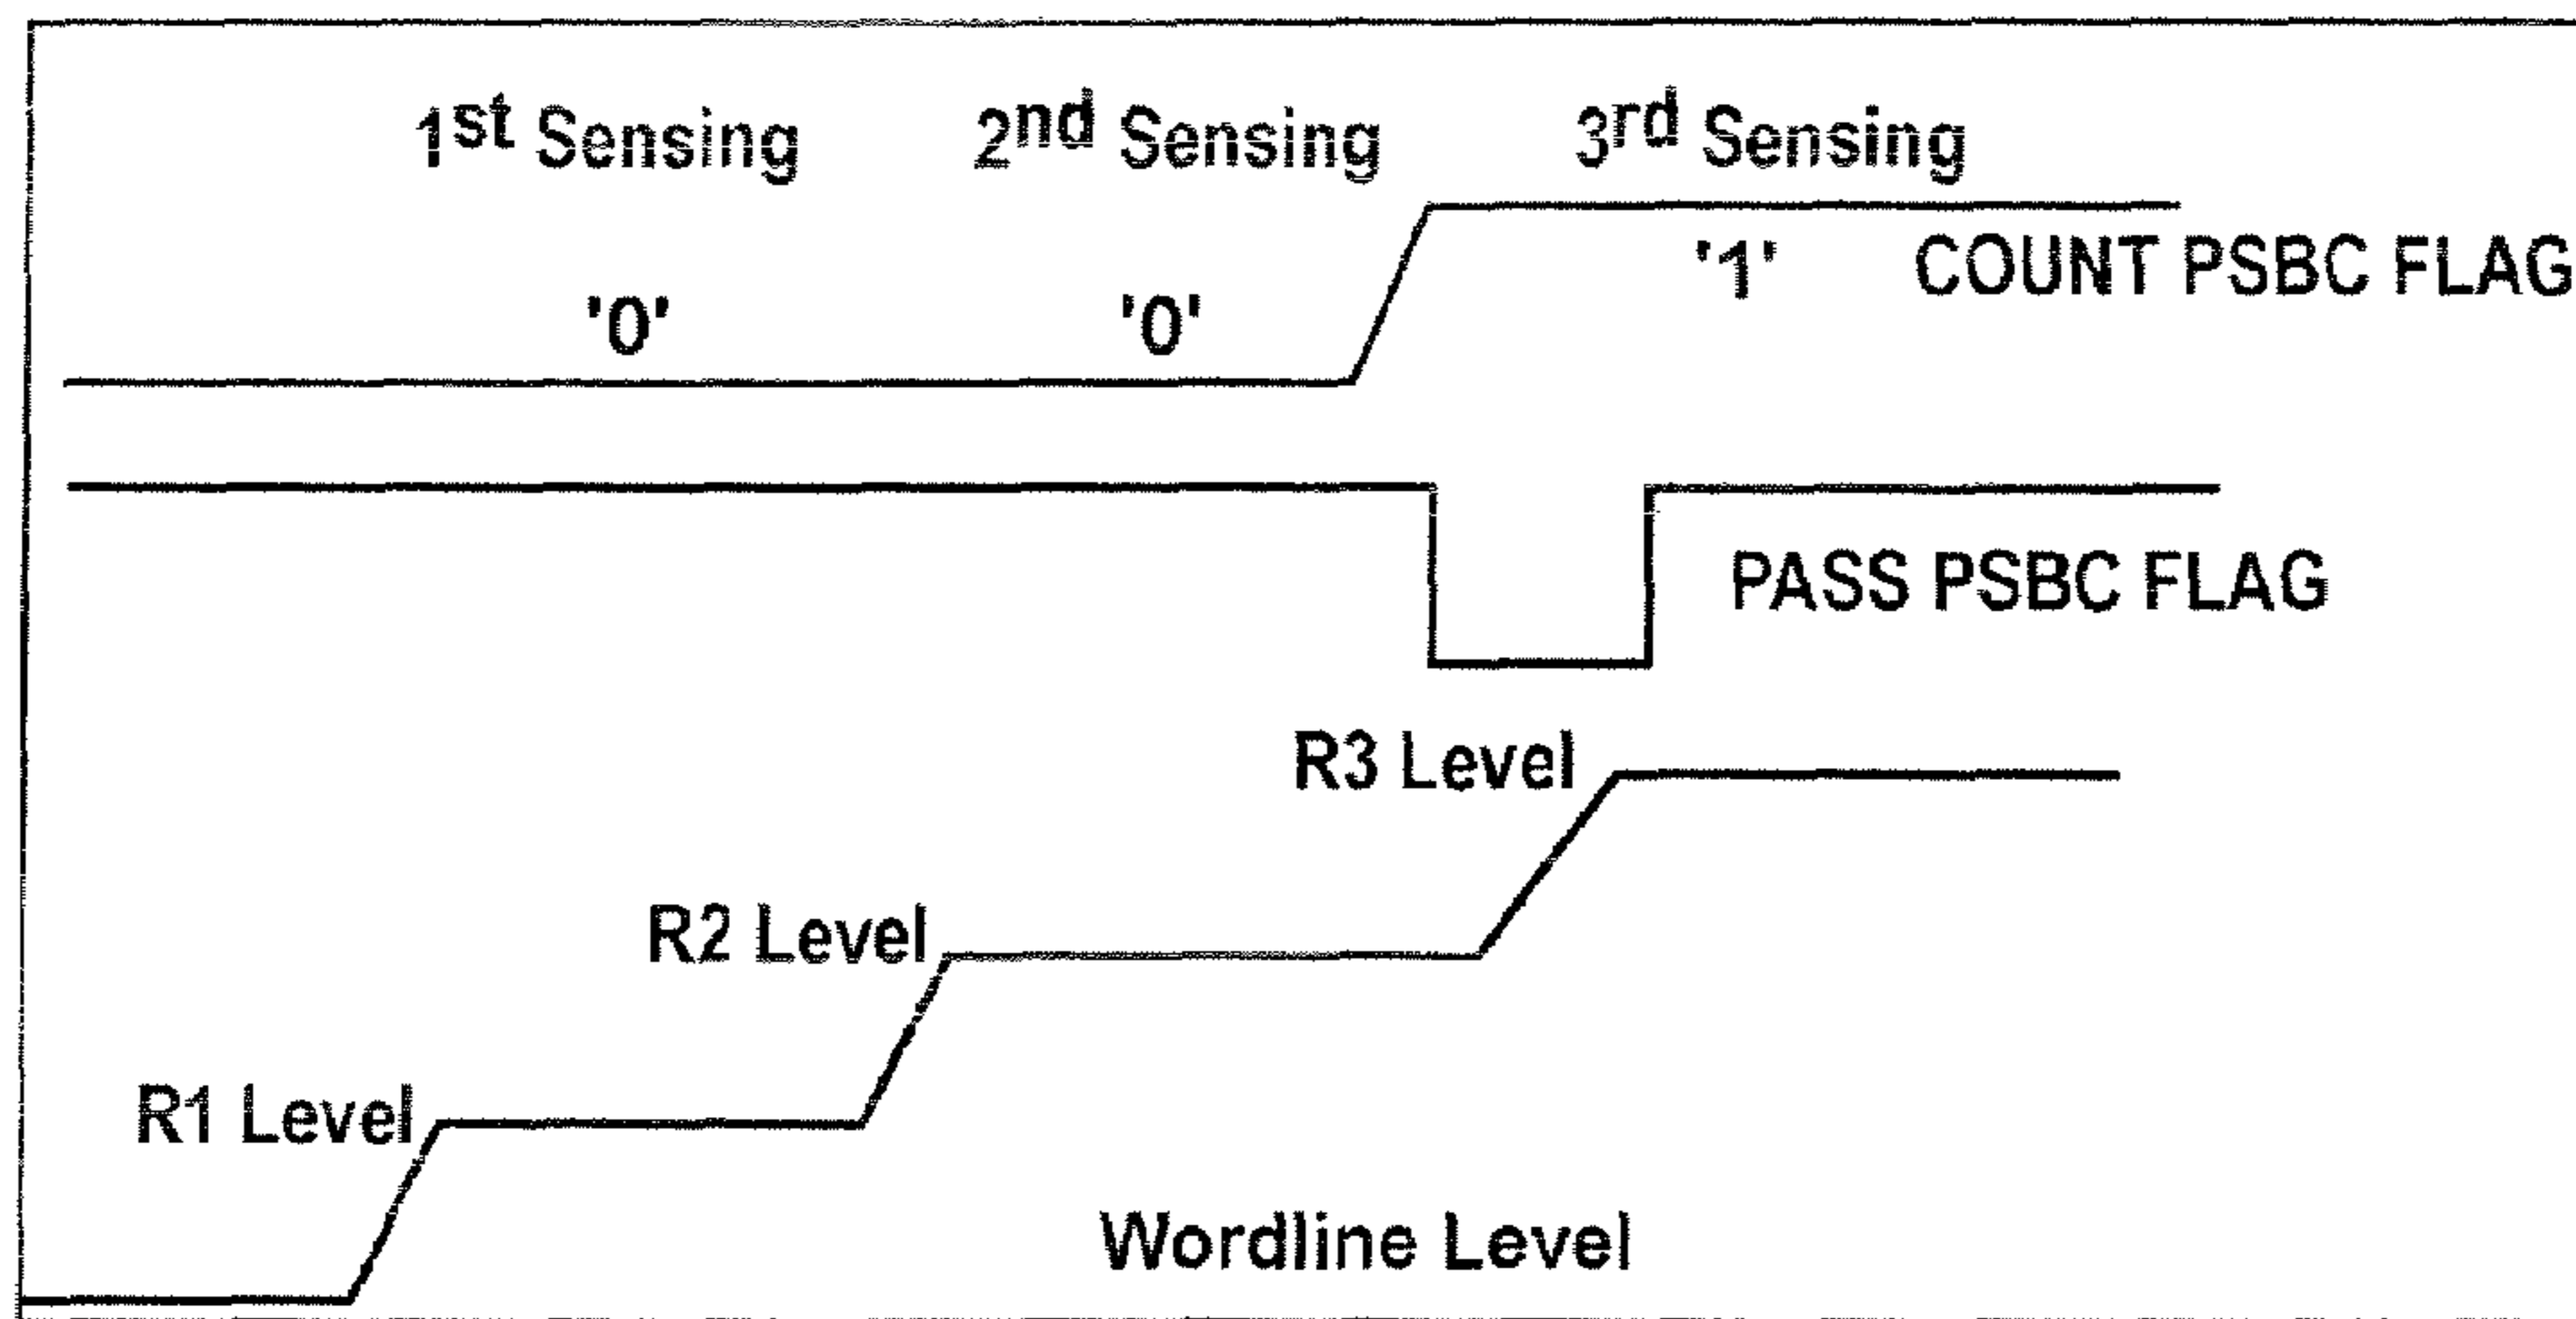 1st Sensing 2nd Sensing 3rd Sensing
'0' '0' '1' COUNT PSBC FLAG
PASS PSBC FLAG
R3 Level
R2 Level
R1 Level
Wordline Level